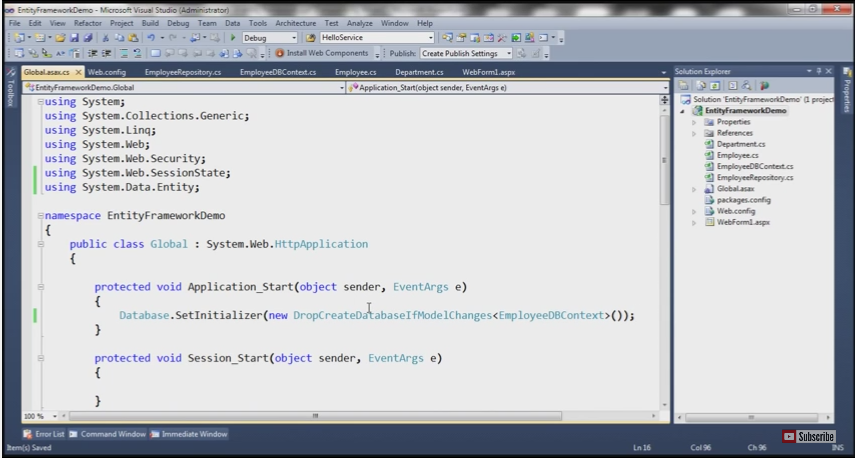 EntityFrameworkDemo - Microsoft Visual Studio (Administrator)
File Edit View Refactor Project Build Debug Team Data Tools Architecture Test Analyze Window Help
Debug HelloService
Install Web Components Publish: Create Publish Settings
Global.asax.cs Web.config EmployeeRepository.cs EmployeeDBContext.cs Employee.cs Department.cs WebForm1.aspx
EntityFrameworkDemo.Global Application_Start(object sender, EventArgs e)
using System;
using System.Collections.Generic;
using System.Linq;
using System.Web;
using System.Web.Security;
using System.Web.SessionState;
using System.Data.Entity;
namespace EntityFrameworkDemo
{
public class Global : System.Web.HttpApplication
{
protected void Application_Start(object sender, EventArgs e)
{
Database.SetInitializer(new DropCreateDatabaseIfModelChanges<EmployeeDBContext>());
}
protected void Session_Start(object sender, EventArgs e)
{
}
100 %
Toolbox
Solution Explorer
Solution 'EntityFrameworkDemo' (1 project
EntityFrameworkDemo
Properties
References
Department.cs
Employee.cs
EmployeeDBContext.cs
EmployeeRepository.cs
Global.asax
packages.config
Web.config
WebForm1.aspx
Properties
Error List Command Window Immediate Window
Subscribe
Item(s) Saved Ln 16 Col 96 Ch 96 INS